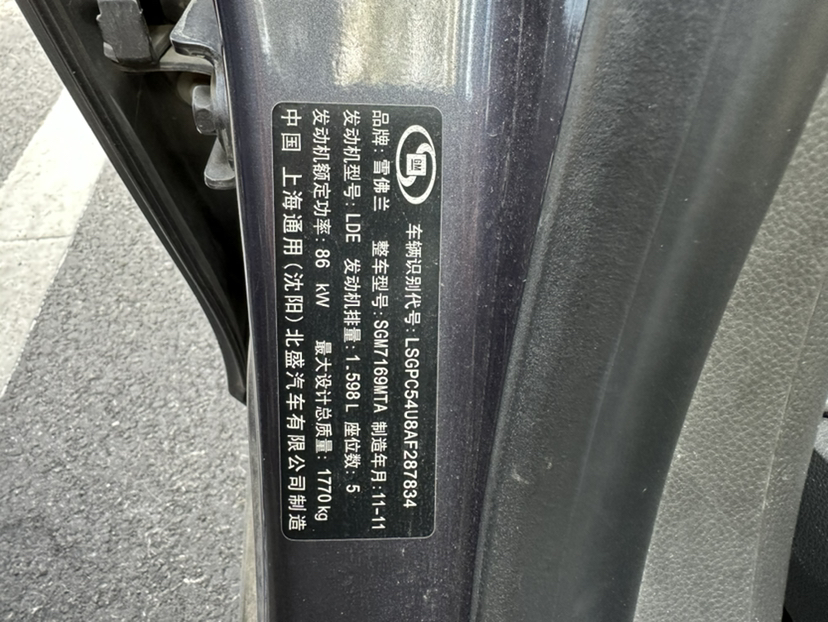 GM
车辆识别代号: LSGPC54U8AF287834
品牌: 雪佛兰 整车型号: SGM7169MTA 制造年月: 11-11
发动机型号: LDE 发动机排量: 1.598L 座位数: 5
发动机额定功率: 86 kW 最大设计总质量: 1770kg
中国 上海通用(沈阳)北盛汽车有限公司制造